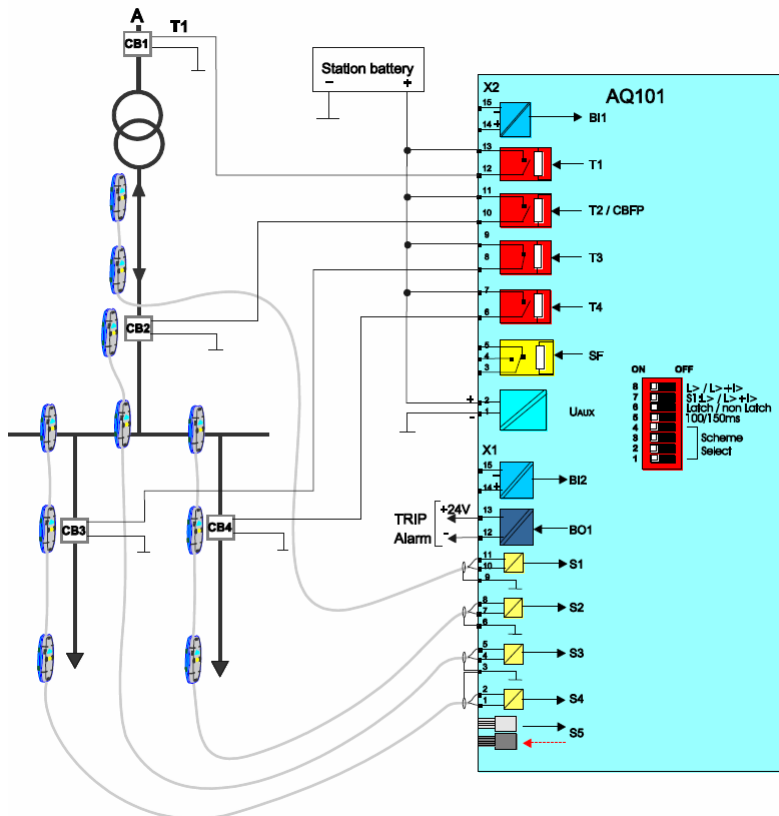 A
T1
CB1
Station battery
− +
X2
AQ101
15
−
14 +
BI1
13
12
T1
11
10
T2 / CBFP
9
8
T3
7
6
T4
5
4
3
SF
+ 2
− 1
UAUX
CB2
CB3
CB4
ON OFF
8 L> / L>+I>
7 S1:L> / L>+I>
6 Latch / non Latch
5 100/150ms
4
3 Scheme
2 Select
1
X1
15
−
14 +
BI2
TRIP +24V 13
Alarm - 12
BO1
11
10
9
S1
8
7
6
S2
5
4
3
S3
2
1
S4
S5